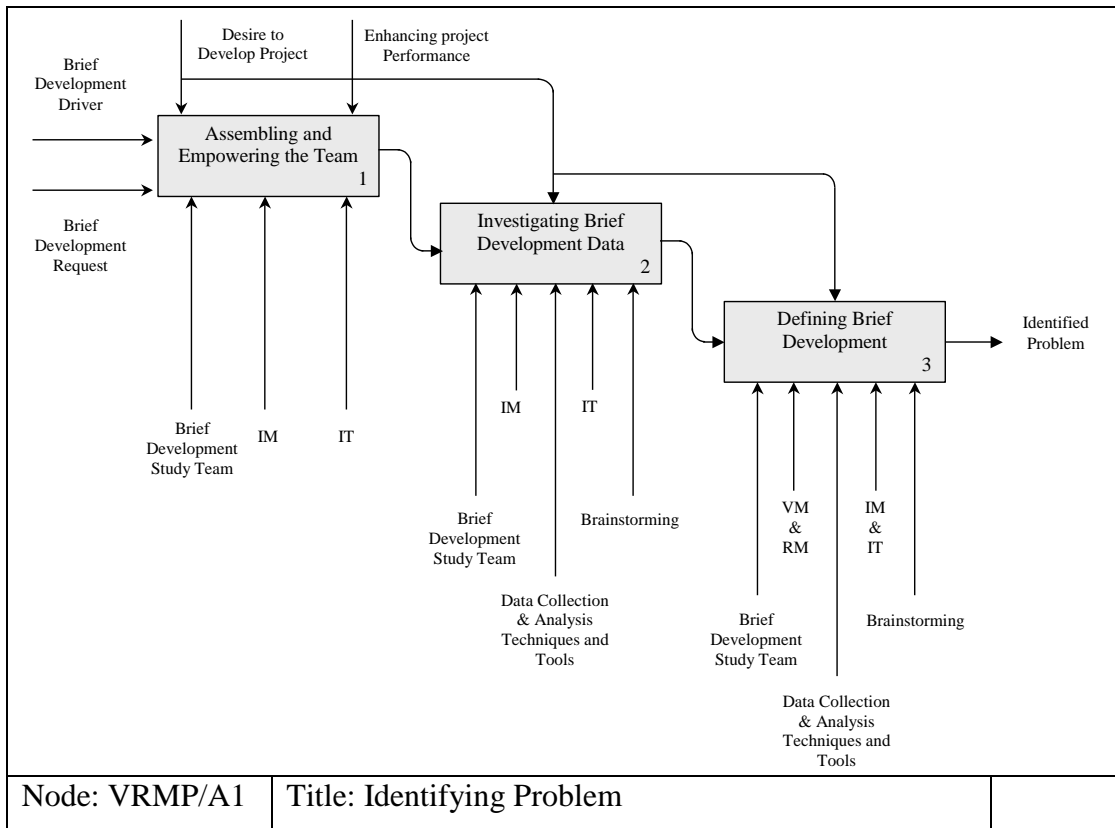 Desire to
Develop Project
Enhancing project
Performance
Brief
Development
Driver
Assembling and
Empowering the Team
1
Brief
Development
Request
Investigating Brief
Development Data
2
Defining Brief
Development
3
Identified
Problem
Brief
Development
Study Team
IM
IT
IM
IT
Brief
Development
Study Team
Brainstorming
Data Collection
& Analysis
Techniques and
Tools
VM
&
RM
IM
&
IT
Brief
Development
Study Team
Brainstorming
Data Collection
& Analysis
Techniques and
Tools
Node: VRMP/A1
Title: Identifying Problem